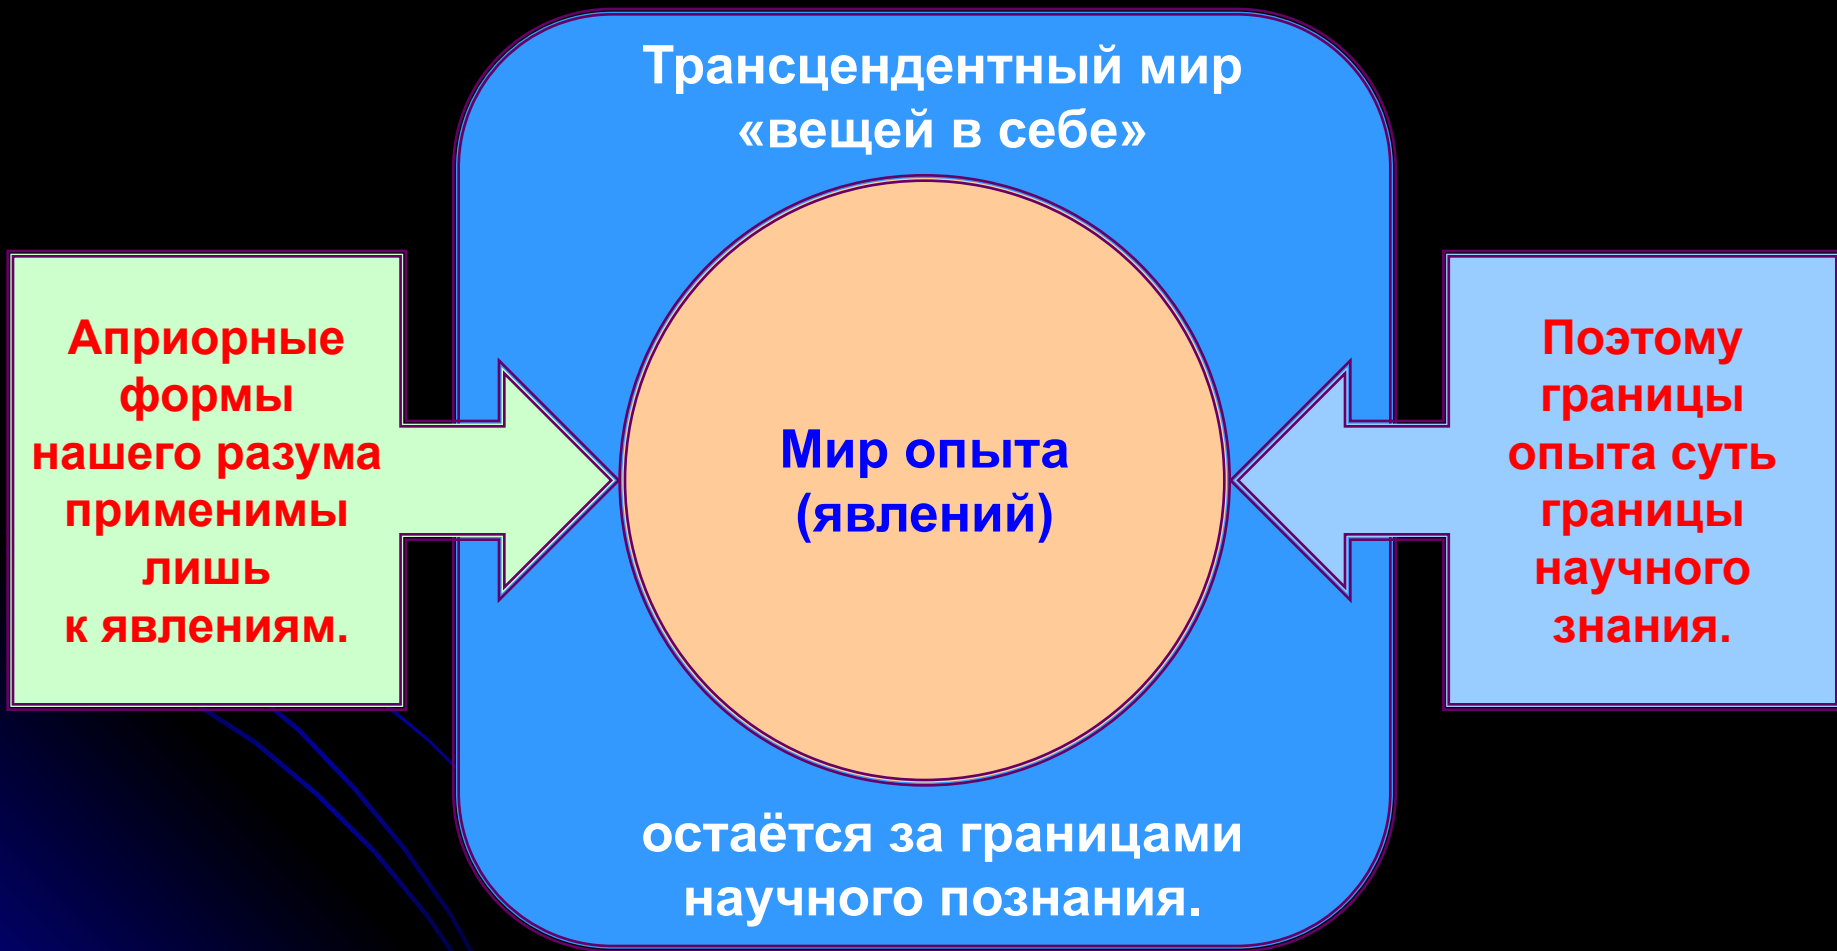 Трансцендентный мир
«вещей в себе»
Априорные
формы
нашего разума
применимы
лишь
к явлениям.
Мир опыта
(явлений)
Поэтому
границы
опыта суть
границы
научного
знания.
остаётся за границами
научного познания.